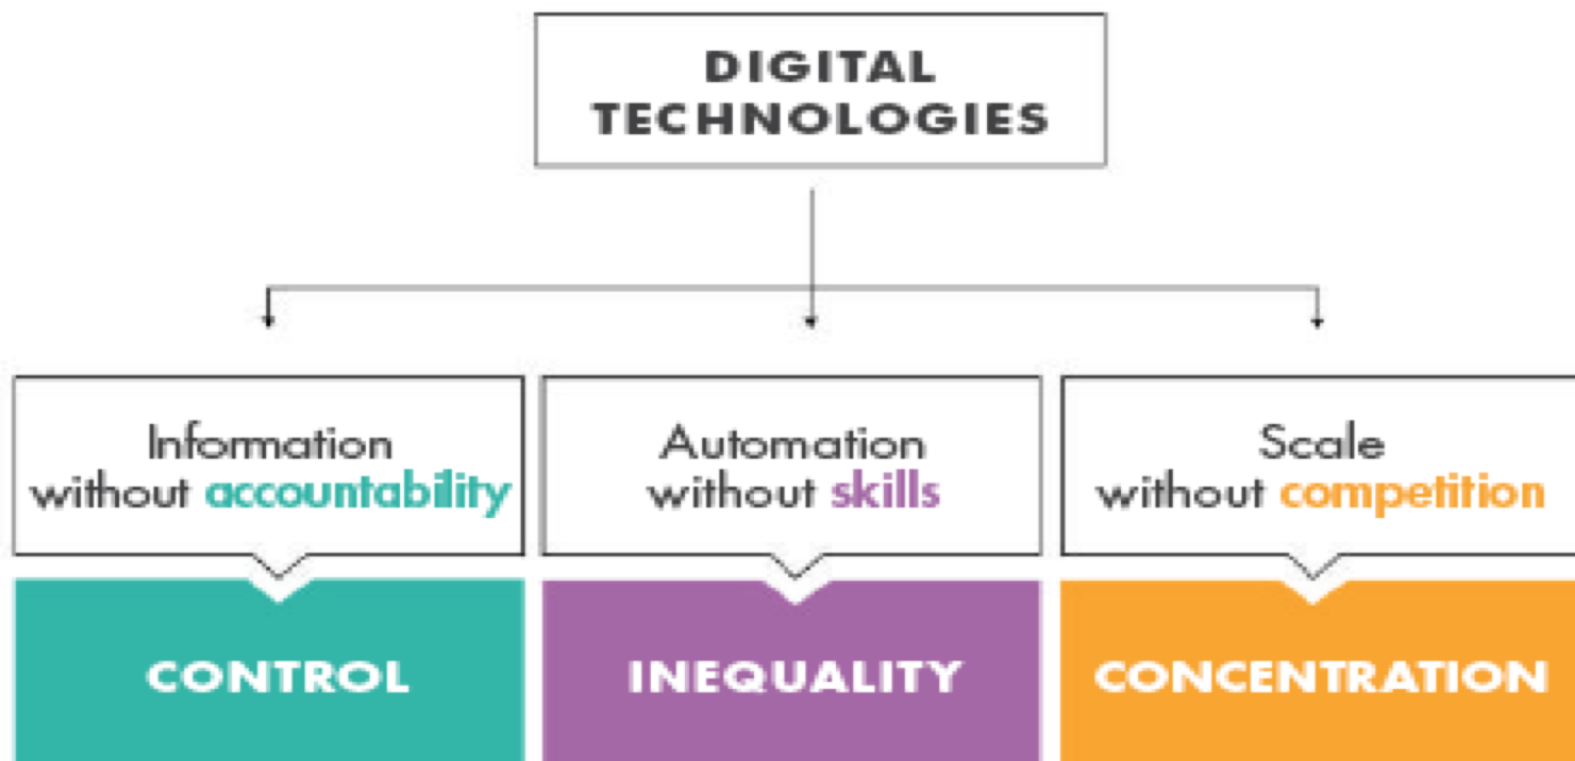 DIGITAL
TECHNOLOGIES
Information
without accountability
CONTROL
Automation
without skills
INEQUALITY
Scale
without competition
CONCENTRATION